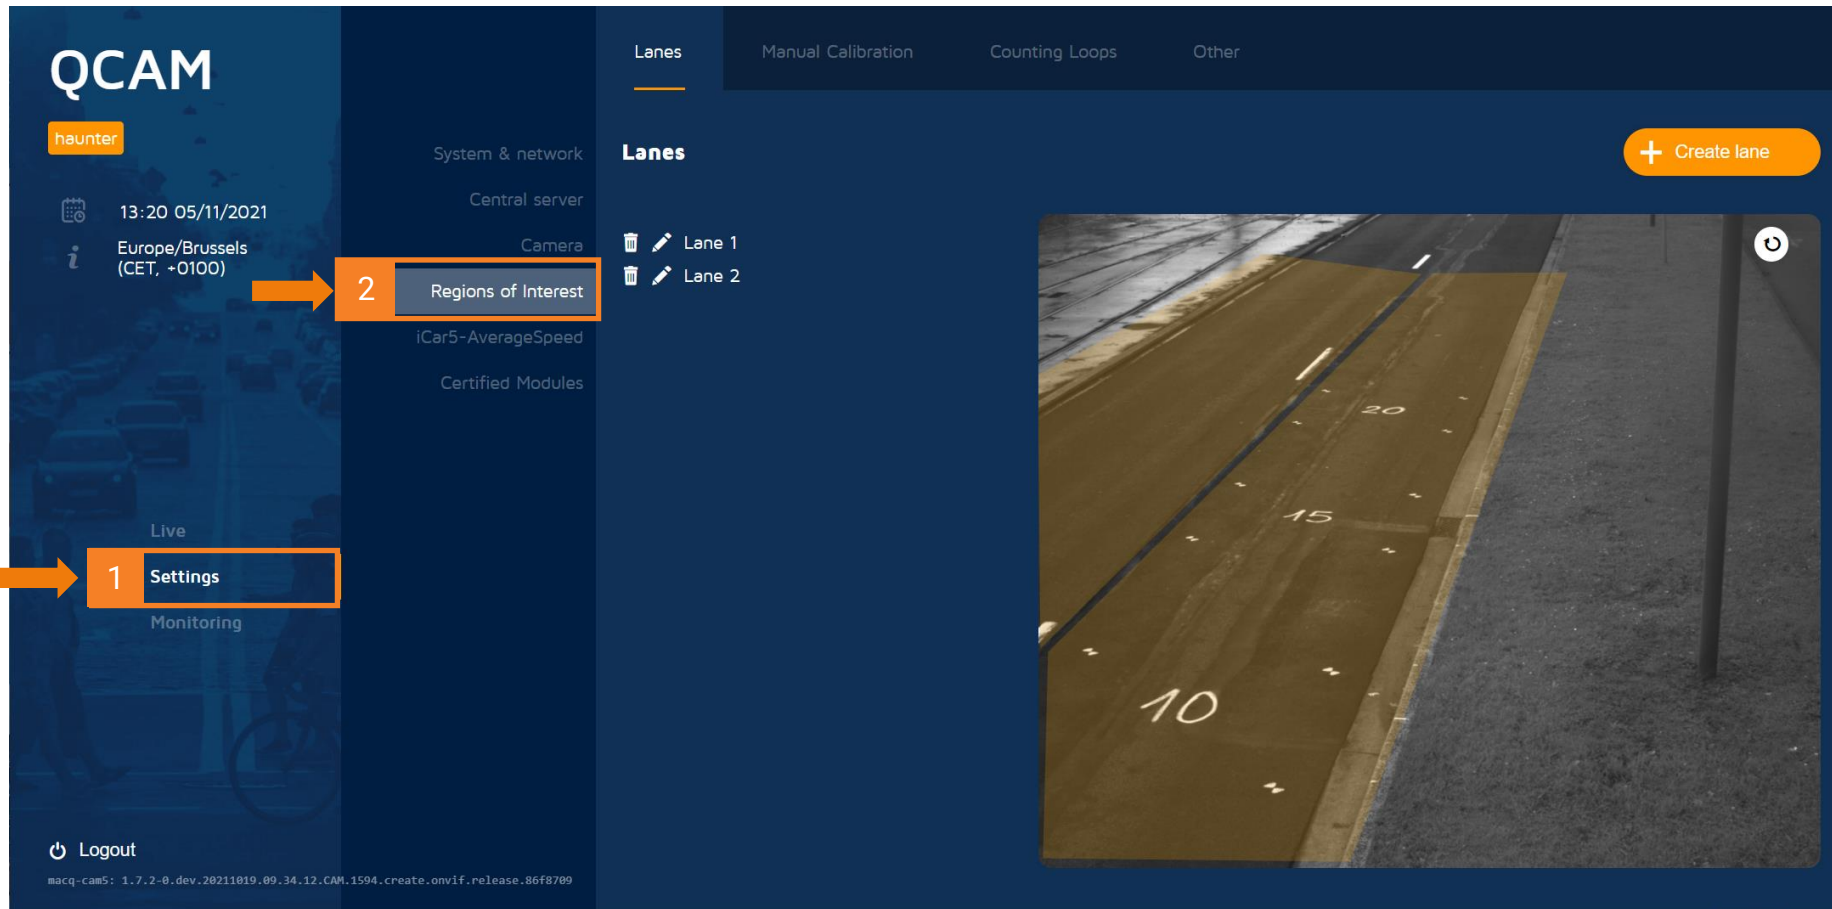 QCAM
haunter
13:20 05/11/2021
Europe/Brussels
(CET, +0100)
Live
1 Settings
Monitoring
Logout
macq-cam5: 1.7.2-0.dev.20211019.09.34.12.CAM.1594.create.onvif.release.86f8709
System & network
Central server
Camera
2 Regions of Interest
iCar5-AverageSpeed
Certified Modules
Lanes Manual Calibration Counting Loops Other
Lanes
Create lane
Lane 1
Lane 2
20
15
10